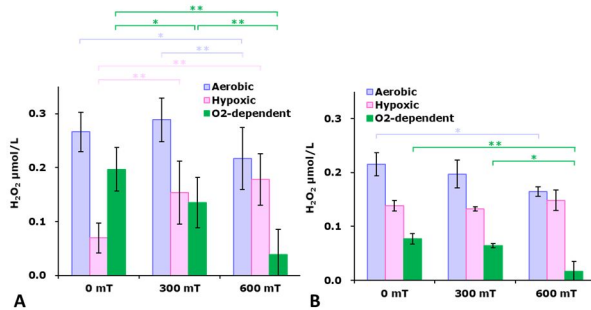 **
* **
* **
**
**
Aerobic
Hypoxic
O2-dependent
0.3
0.2
0.1
0.0
H₂O₂ µmol/L
0 mT 300 mT 600 mT
A
Aerobic
Hypoxic
O2-dependent
*
**
*
0.3
0.2
0.1
0.0
H₂O₂ µmol/L
0 mT 300 mT 600 mT
B